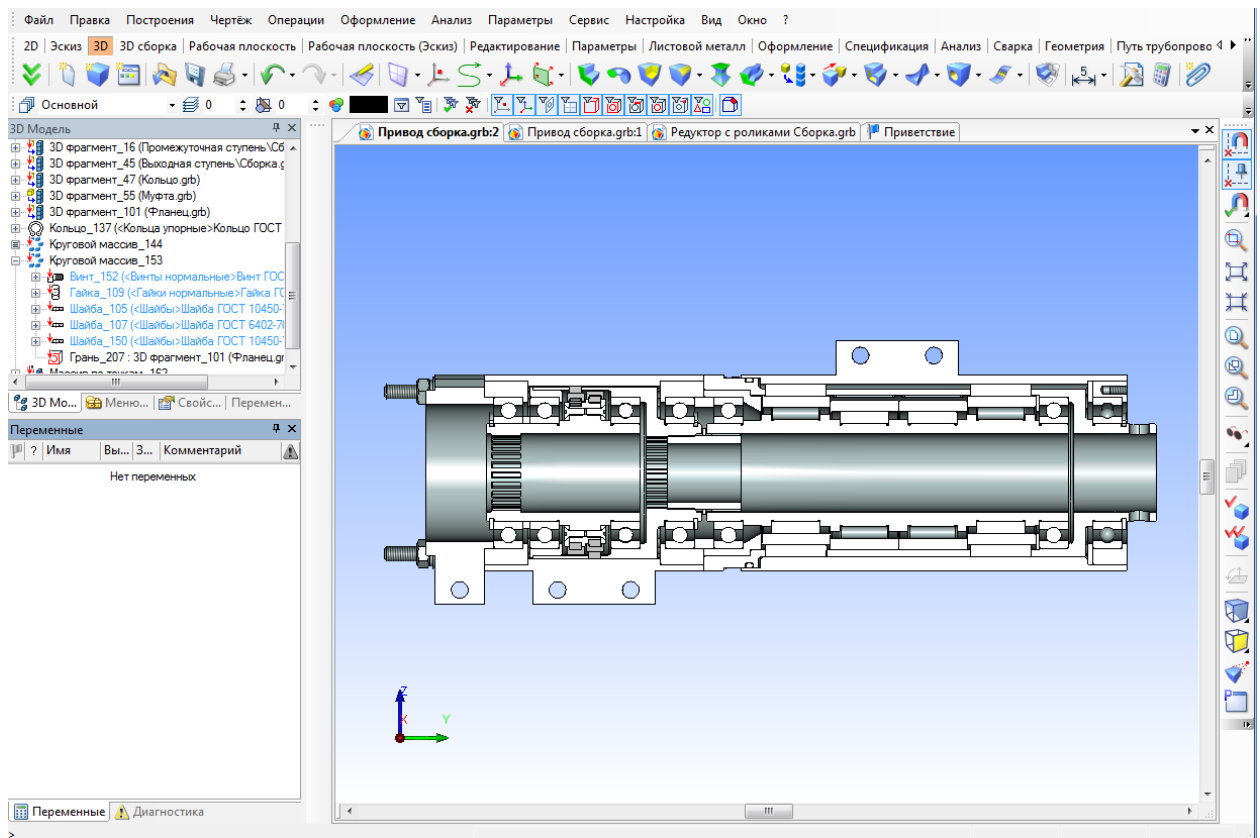 Файл Правка Построения Чертёж Операции Оформление Анализ Параметры Сервис Настройка Вид Окно ?
2D Эскиз 3D 3D сборка Рабочая плоскость Рабочая плоскость (Эскиз) Редактирование Параметры Листовой металл Оформление Спецификация Анализ Сварка Геометрия Путь трубопрово
5
Основной 0 0
3D Модель
Привод сборка.grb:2 Привод сборка.grb:1 Редуктор с роликами Сборка.grb Приветствие
3D фрагмент_16 (Промежуточная ступень\Сб
3D фрагмент_45 (Выходная ступень\Сборка.g
3D фрагмент_47 (Кольцо.grb)
3D фрагмент_55 (Муфта.grb)
3D фрагмент_101 (Фланец.grb)
Кольцо_137 (<Кольца упорные>Кольцо ГОСТ
Круговой массив_144
Круговой массив_153
Винт_152 (<Винты нормальные>Винт ГОС
Гайка_109 (<Гайки нормальные>Гайка ГО
Шайба_105 (<Шайбы>Шайба ГОСТ 10450-7
Шайба_107 (<Шайбы>Шайба ГОСТ 6402-70
Шайба_150 (<Шайбы>Шайба ГОСТ 10450-7
Грань_207 : 3D фрагмент_101 (Фланец.gr
Массив по точкам_162
3D Мо... Меню... Свойс... Перемен...
Переменные
? Имя Вы... З... Комментарий
Нет переменных
Z
X Y
Переменные Диагностика
>